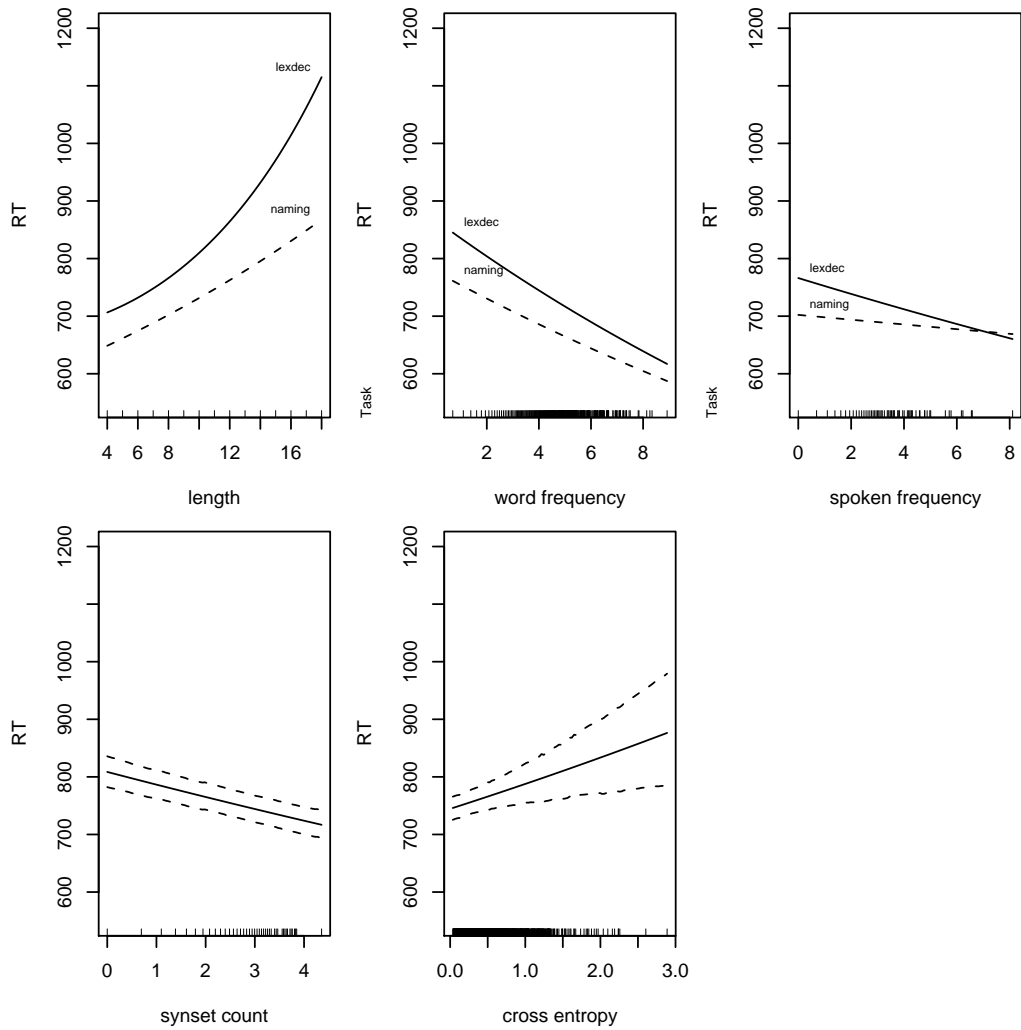 RT
1200
1000
900
800
700
600
lexdec
naming
4 6 8 12 16
length
RT
1200
1000
900
800
700
600
lexdec
naming
Task
2 4 6 8
word frequency
RT
1200
1000
900
800
700
600
lexdec
naming
Task
0 2 4 6 8
spoken frequency
RT
1200
1000
900
800
700
600
0 1 2 3 4
synset count
RT
1200
1000
900
800
700
600
0.0 1.0 2.0 3.0
cross entropy